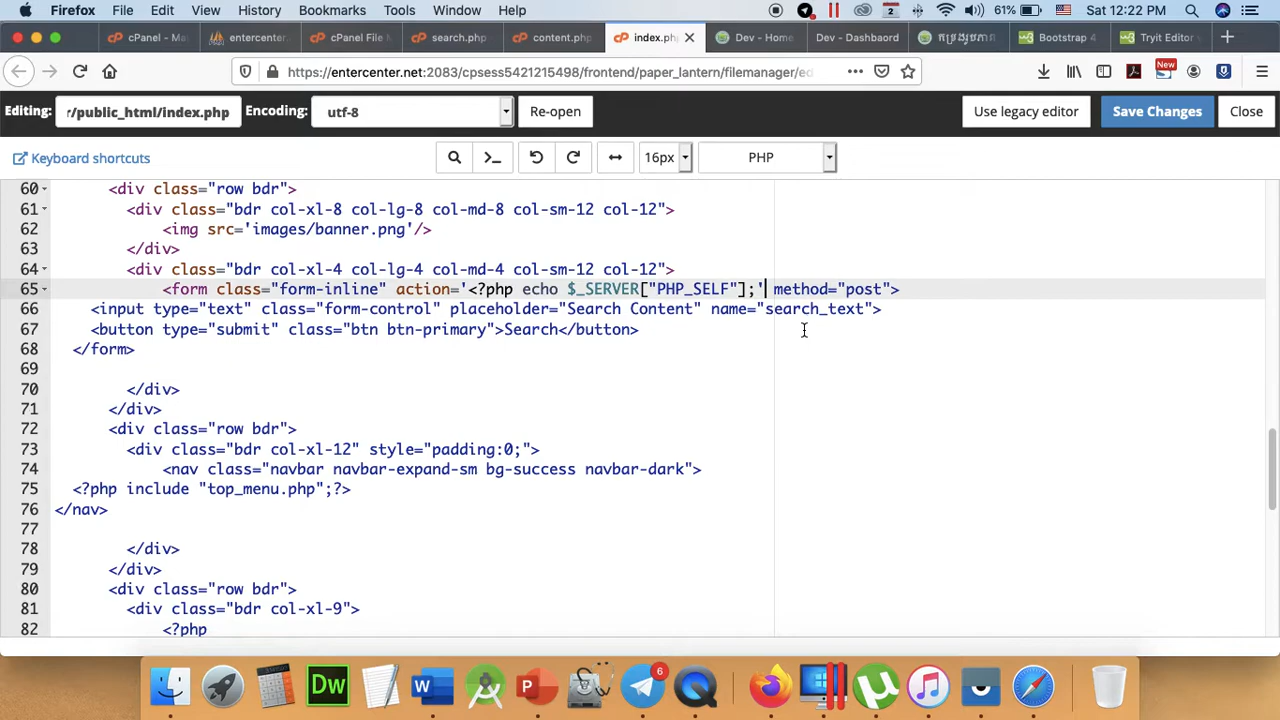 Firefox File Edit View History Bookmarks Tools Window Help 2 61% Sat 12:22 PM
cPanel - Ma entercenter. cPanel File M search.php content.php index.ph Dev - Home Dev - Dashbaord Bootstrap 4 Tryit Editor
https://entercenter.net:2083/cpsess5421215498/frontend/paper_lantern/filemanager/ed New
Editing: r/public_html/index.php Encoding: utf-8 Re-open Use legacy editor Save Changes Close
Keyboard shortcuts 16px PHP
60 <div class="row bdr">
61 <div class="bdr col-xl-8 col-lg-8 col-md-8 col-sm-12 col-12">
62 <img src='images/banner.png'/>
63 </div>
64 <div class="bdr col-xl-4 col-lg-4 col-md-4 col-sm-12 col-12">
65 <form class="form-inline" action='<?php echo $_SERVER["PHP_SELF"];' method="post">
66 <input type="text" class="form-control" placeholder="Search Content" name="search_text">
67 <button type="submit" class="btn btn-primary">Search</button>
68 </form>
69
70 </div>
71 </div>
72 <div class="row bdr">
73 <div class="bdr col-xl-12" style="padding:0;">
74 <nav class="navbar navbar-expand-sm bg-success navbar-dark">
75 <?php include "top_menu.php";?>
76 </nav>
77
78 </div>
79 </div>
80 <div class="row bdr">
81 <div class="bdr col-xl-9">
82 <?php
Dw W P 6